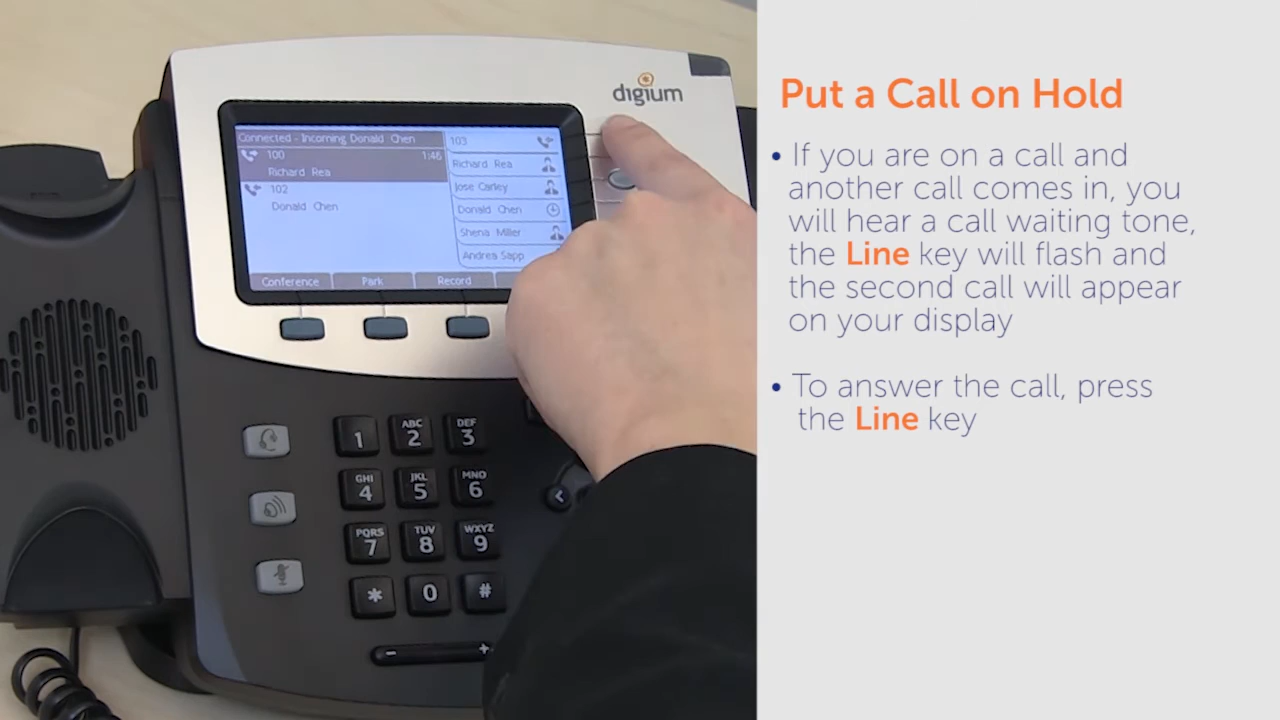 digium
Connected - Incoming Donald Chen
100 1:46
Richard Rea
102
Donald Chen
103
Richard Rea
Jose Carley
Donald Chen
Shena Miller
Andrea Sapp
Conference Park Record
1 ABC 2 DEF 3
GHI 4 JKL 5 MNO 6
PQRS 7 TUV 8 WXYZ 9
* 0 #
- +
Put a Call on Hold
• If you are on a call and
another call comes in, you
will hear a call waiting tone,
the Line key will flash and
the second call will appear
on your display
• To answer the call, press
the Line key